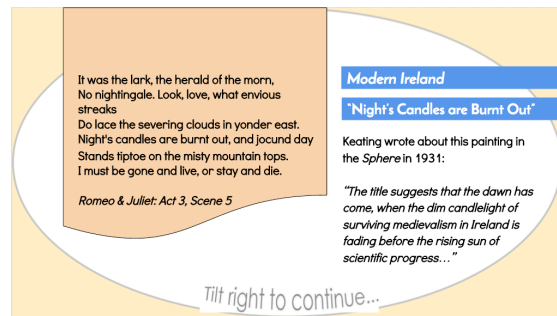 It was the lark, the herald of the morn,
No nightingale. Look, love, what envious
streaks
Do lace the severing clouds in yonder east.
Night's candles are burnt out, and jocund day
Stands tiptoe on the misty mountain tops.
I must be gone and live, or stay and die.
Romeo & Juliet: Act 3, Scene 5
Modern Ireland
"Night's Candles are Burnt Out"
Keating wrote about this painting in
the Sphere in 1931:
“The title suggests that the dawn has
come, when the dim candlelight of
surviving medievalism in Ireland is
fading before the rising sun of
scientific progress…”
Tilt right to continue...